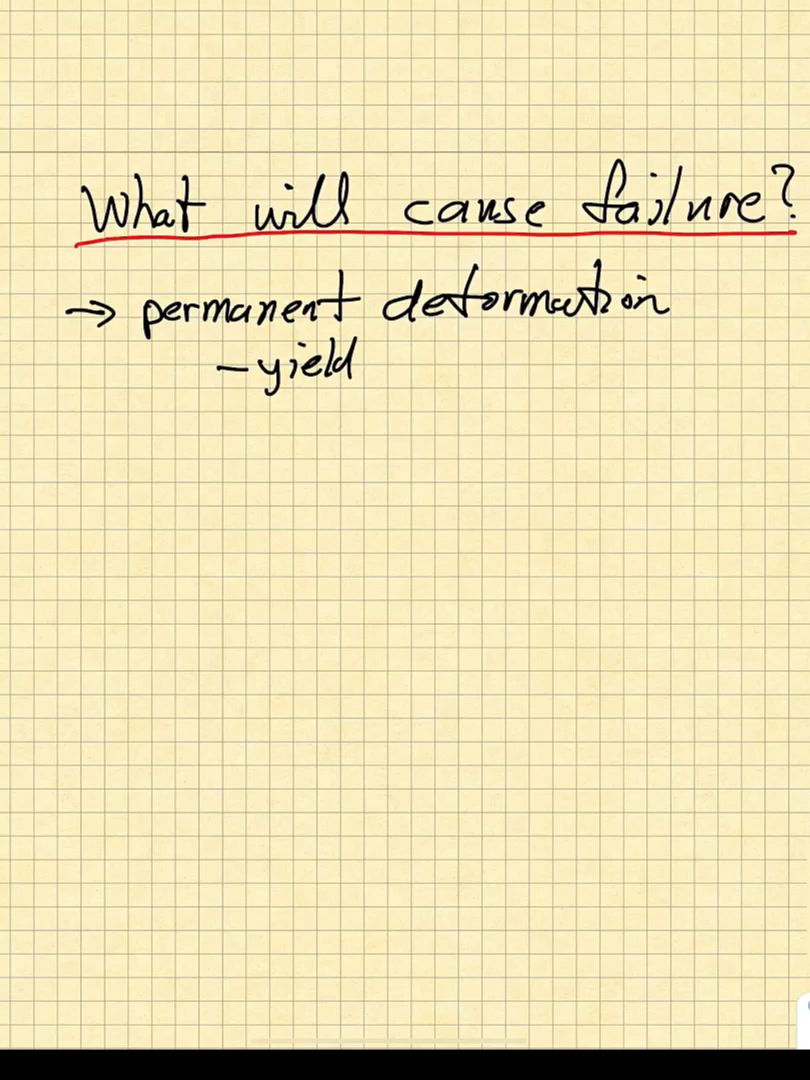 What will cause failure?
→ permanent deformation
– yield